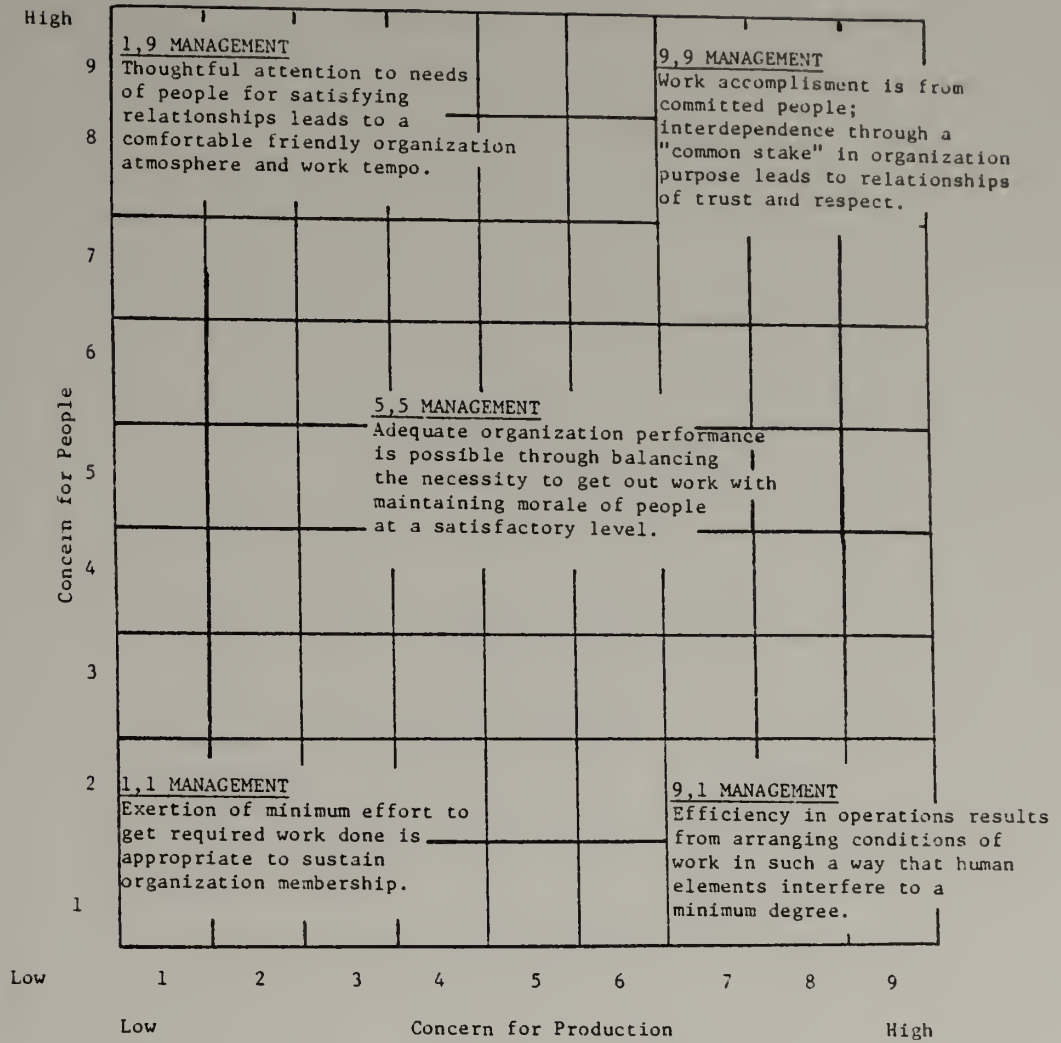 High
1,9 MANAGEMENT
Thoughtful attention to needs
of people for satisfying
relationships leads to a
comfortable friendly organization
atmosphere and work tempo.
9,9 MANAGEMENT
Work accomplisment is from
committed people;
interdependence through a
"common stake" in organization
purpose leads to relationships
of trust and respect.
9
8
7
6
5
4
3
2
1
Concern for People
5,5 MANAGEMENT
Adequate organization performance
is possible through balancing
the necessity to get out work with
maintaining morale of people
at a satisfactory level.
1,1 MANAGEMENT
Exertion of minimum effort to
get required work done is
appropriate to sustain
organization membership.
9,1 MANAGEMENT
Efficiency in operations results
from arranging conditions of
work in such a way that human
elements interfere to a
minimum degree.
Low 1 2 3 4 5 6 7 8 9
Low Concern for Production High